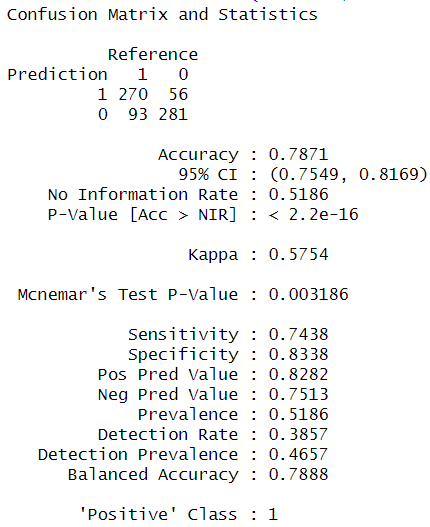 Confusion Matrix and Statistics
Reference
Prediction 1 0
1 270 56
0 93 281
Accuracy : 0.7871
95% CI : (0.7549, 0.8169)
No Information Rate : 0.5186
P-Value [Acc > NIR] : < 2.2e-16
Kappa : 0.5754
Mcnemar's Test P-Value : 0.003186
Sensitivity : 0.7438
Specificity : 0.8338
Pos Pred Value : 0.8282
Neg Pred Value : 0.7513
Prevalence : 0.5186
Detection Rate : 0.3857
Detection Prevalence : 0.4657
Balanced Accuracy : 0.7888
'Positive' Class : 1